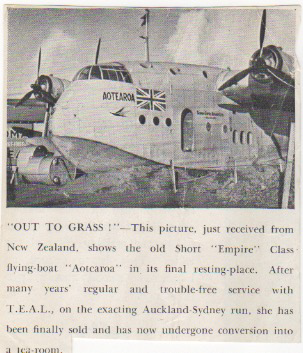 AOTEAROA
"OUT TO GRASS !"—This picture, just received from
New Zealand, shows the old Short "Empire" Class
flying-boat "Aotearoa" in its final resting-place. After
many years' regular and trouble-free service with
T.E.A.L., on the exacting Auckland-Sydney run, she has
been finally sold and has now undergone conversion into
a tea-room.